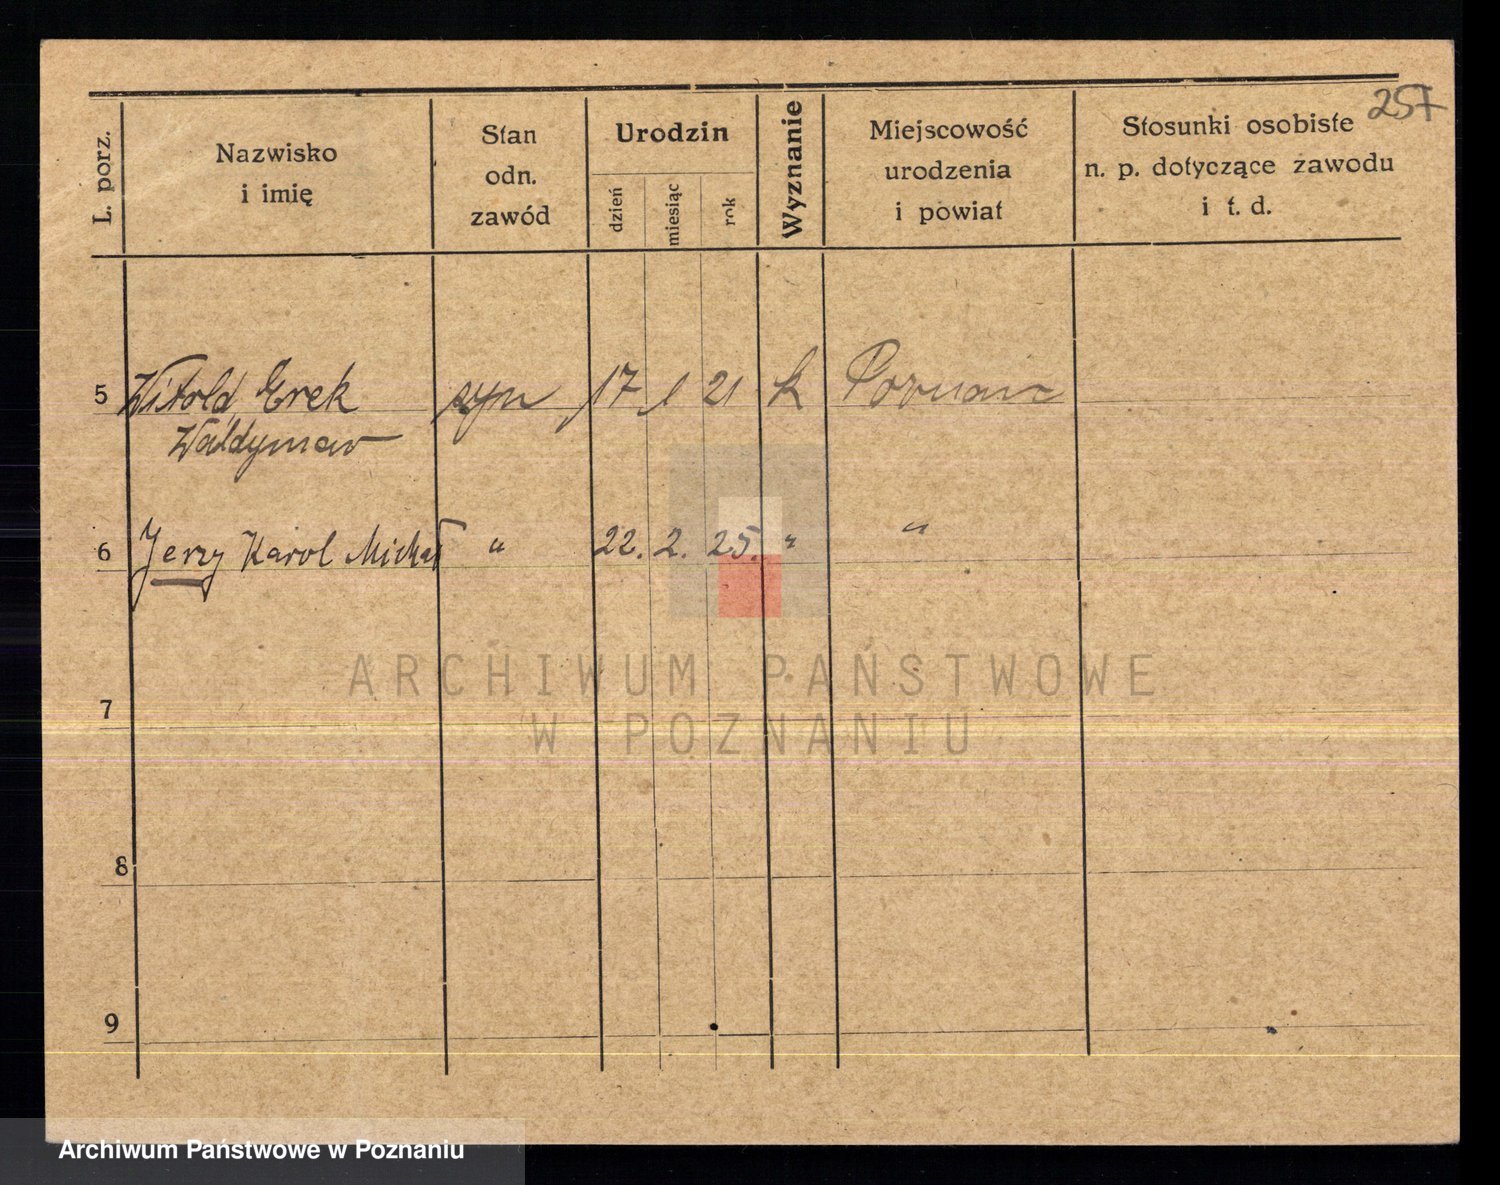 257
L. porz.
Nazwisko
i imię
Stan
odn.
zawód
Urodzin
dzień
miesiąc
rok
Wyznanie
Miejscowość
urodzenia
i powiat
Stosunki osobiste
n. p. dotyczące zawodu
i t. d.
5 Witold Erek syn 17 1 21 k Poznań
Waldymar
6 Jerzy Karol Michał " 22. 2. 25. " "
7
8
9
ARCHIWUM PAŃSTWOWE
W POZNANIU
Archiwum Państwowe w Poznaniu